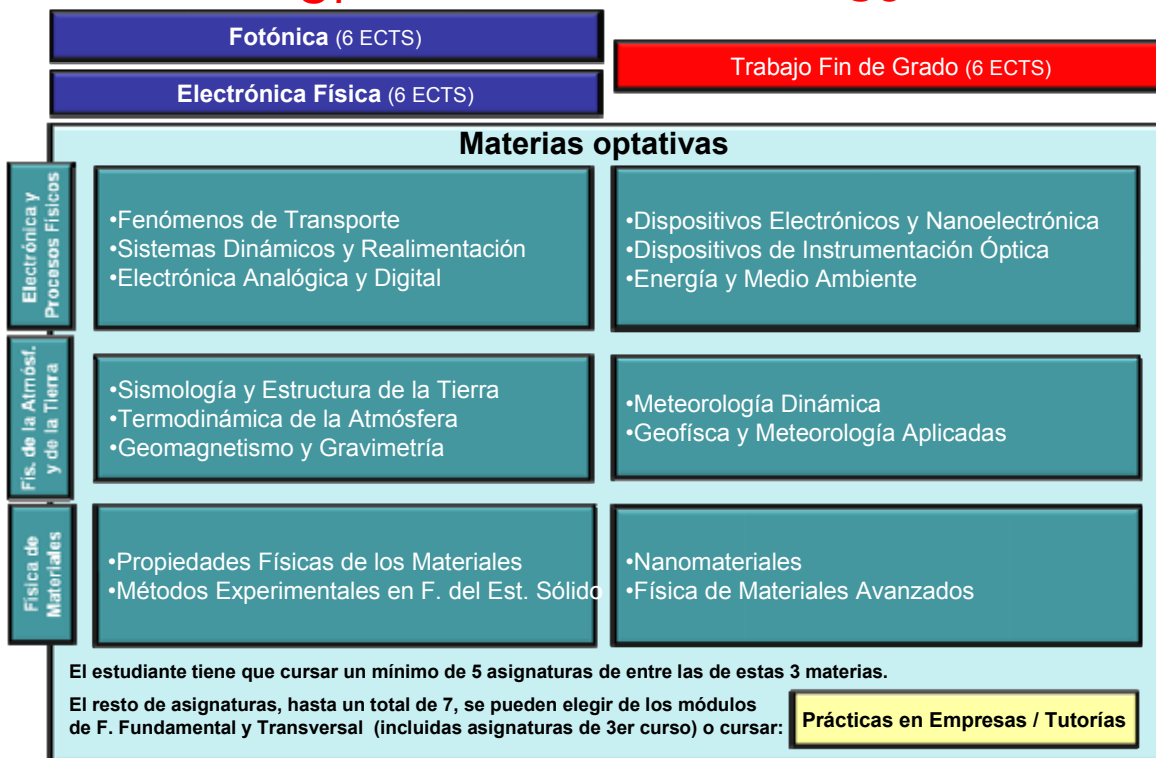 Fotónica (6 ECTS)
Electrónica Física (6 ECTS)
Trabajo Fin de Grado (6 ECTS)
Materias optativas
Electrónica y
Procesos Físicos
•Fenómenos de Transporte
•Sistemas Dinámicos y Realimentación
•Electrónica Analógica y Digital
•Dispositivos Electrónicos y Nanoelectrónica
•Dispositivos de Instrumentación Óptica
•Energía y Medio Ambiente
Fís. de la Atmósf.
y de la Tierra
•Sismología y Estructura de la Tierra
•Termodinámica de la Atmósfera
•Geomagnetismo y Gravimetría
•Meteorología Dinámica
•Geofísca y Meteorología Aplicadas
Física de
Materiales
•Propiedades Físicas de los Materiales
•Métodos Experimentales en F. del Est. Sólido
•Nanomateriales
•Física de Materiales Avanzados
El estudiante tiene que cursar un mínimo de 5 asignaturas de entre las de estas 3 materias.
El resto de asignaturas, hasta un total de 7, se pueden elegir de los módulos
de F. Fundamental y Transversal (incluidas asignaturas de 3er curso) o cursar:
Prácticas en Empresas / Tutorías